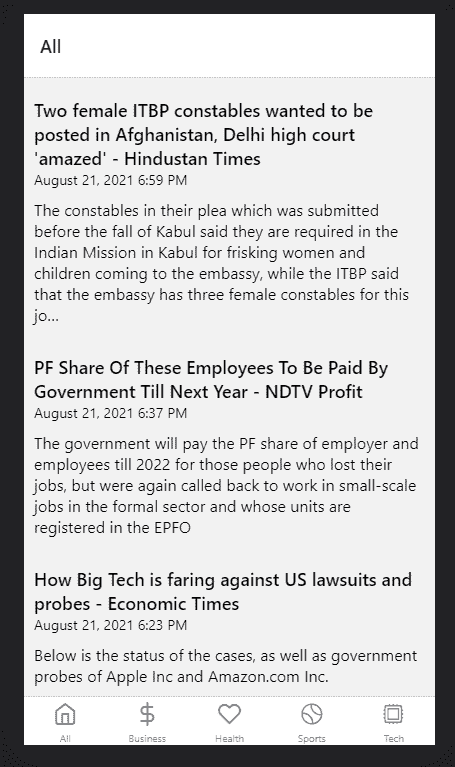 All
Two female ITBP constables wanted to be
posted in Afghanistan, Delhi high court
'amazed' - Hindustan Times
August 21, 2021 6:59 PM
The constables in their plea which was submitted
before the fall of Kabul said they are required in the
Indian Mission in Kabul for frisking women and
children coming to the embassy, while the ITBP said
that the embassy has three female constables for this
jo...
PF Share Of These Employees To Be Paid By
Government Till Next Year - NDTV Profit
August 21, 2021 6:37 PM
The government will pay the PF share of employer and
employees till 2022 for those people who lost their
jobs, but were again called back to work in small-scale
jobs in the formal sector and whose units are
registered in the EPFO
How Big Tech is faring against US lawsuits and
probes - Economic Times
August 21, 2021 6:23 PM
Below is the status of the cases, as well as government
probes of Apple Inc and Amazon.com Inc.
All Business Health Sports Tech